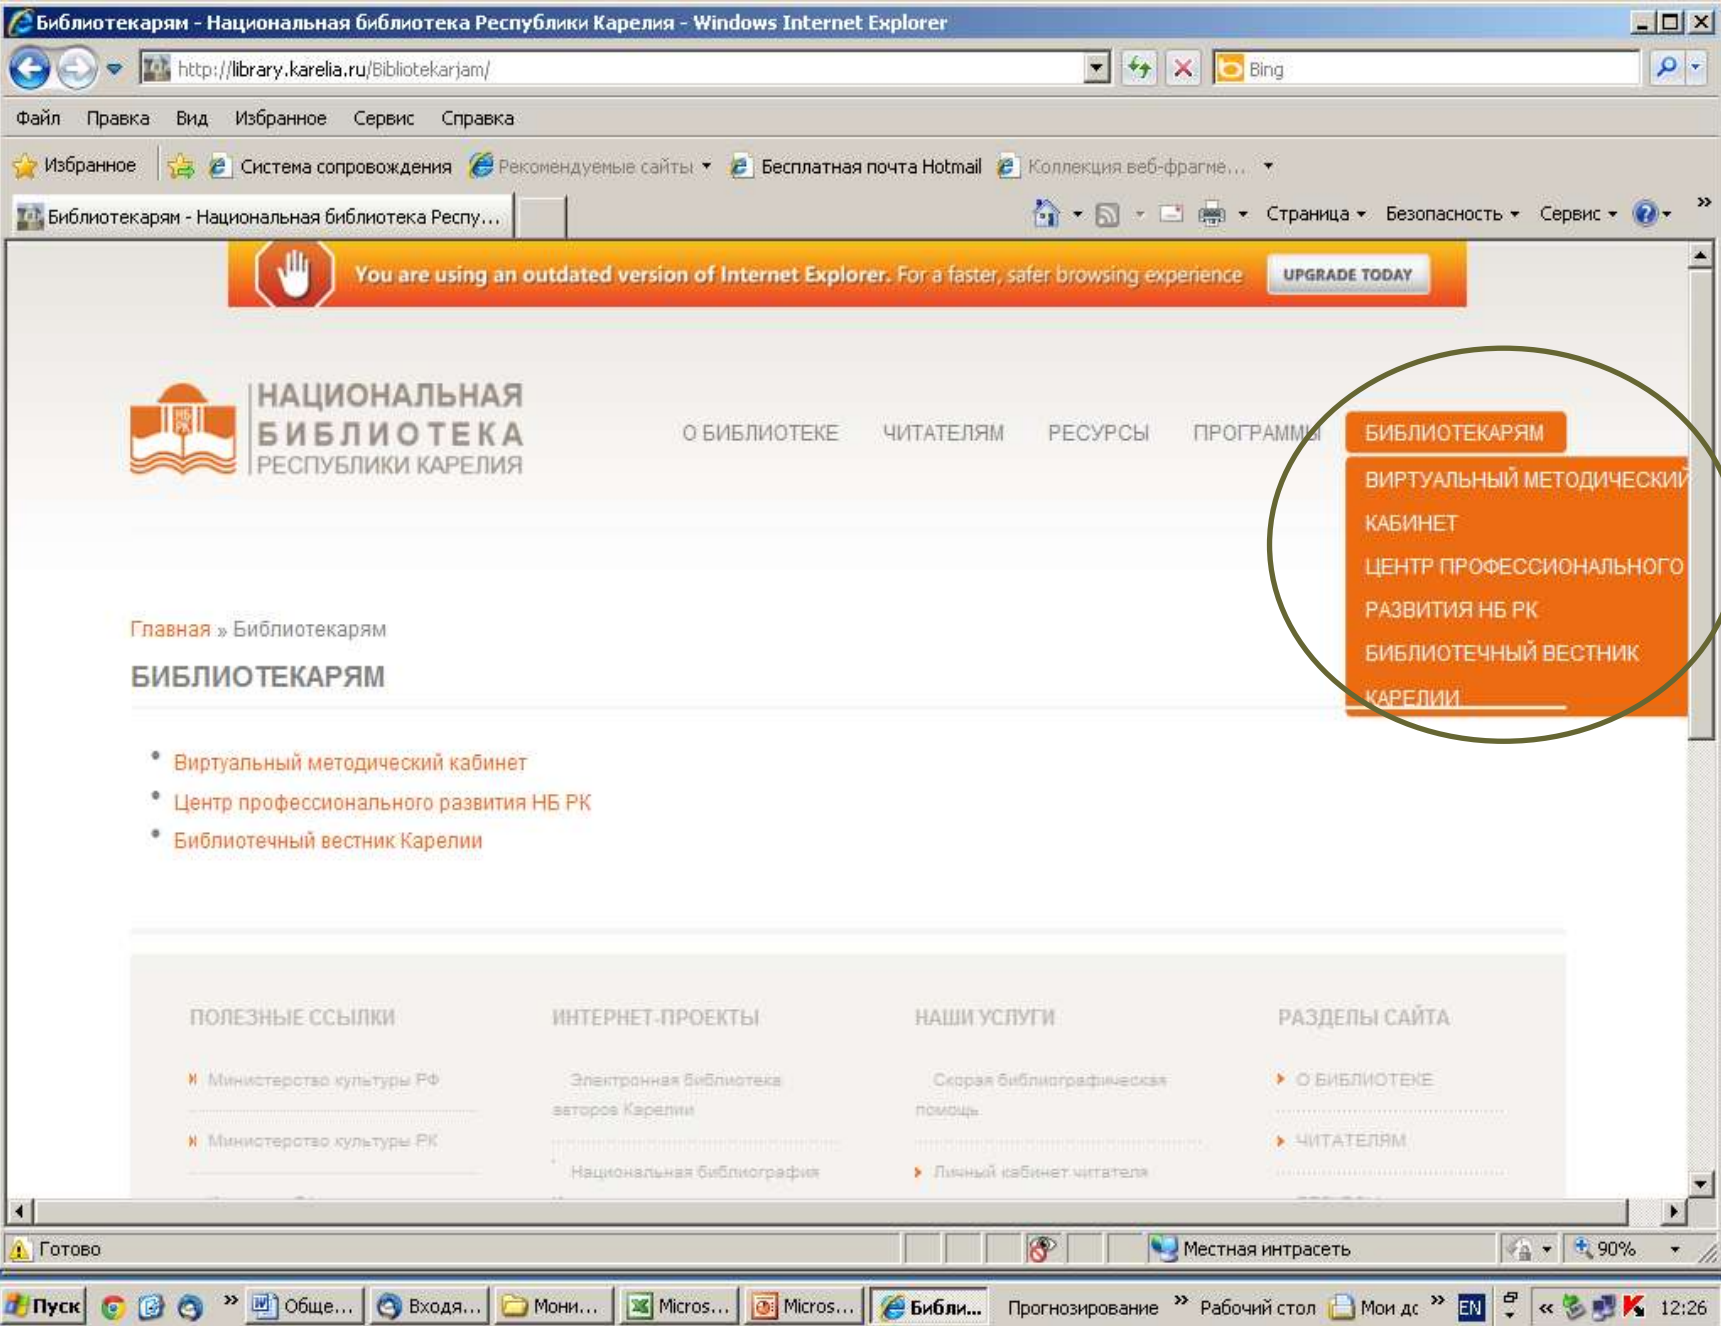 Библиотекарям - Национальная библиотека Республики Карелия - Windows Internet Explorer
http://library.karelia.ru/Bibliotekarjam/
Bing
Файл Правка Вид Избранное Сервис Справка
Избранное Система сопровождения Рекомендуемые сайты Бесплатная почта Hotmail Коллекция веб-фрагме...
Библиотекарям - Национальная библиотека Респу...
Страница Безопасность Сервис »
You are using an outdated version of Internet Explorer. For a faster, safer browsing experience UPGRADE TODAY
НБ
РК
НАЦИОНАЛЬНАЯ
БИБЛИОТЕКА
РЕСПУБЛИКИ КАРЕЛИЯ
О БИБЛИОТЕКЕ ЧИТАТЕЛЯМ РЕСУРСЫ ПРОГРАММЫ БИБЛИОТЕКАРЯМ
ВИРТУАЛЬНЫЙ МЕТОДИЧЕСКИЙ
КАБИНЕТ
ЦЕНТР ПРОФЕССИОНАЛЬНОГО
РАЗВИТИЯ НБ РК
БИБЛИОТЕЧНЫЙ ВЕСТНИК
КАРЕЛИИ
Главная » Библиотекарям
БИБЛИОТЕКАРЯМ
• Виртуальный методический кабинет
• Центр профессионального развития НБ РК
• Библиотечный вестник Карелии
ПОЛЕЗНЫЕ ССЫЛКИ
Министерство культуры РФ
Министерство культуры РК
ИНТЕРНЕТ-ПРОЕКТЫ
Электронная библиотека
авторов Карелии
Национальная библиография
НАШИ УСЛУГИ
Скорая библиографическая
помощь
Личный кабинет читателя
РАЗДЕЛЫ САЙТА
О БИБЛИОТЕКЕ
ЧИТАТЕЛЯМ
Готово Местная интрасеть 90%
Пуск » Обще... Входя... Мони... Micros... Micros... Библи... Прогнозирование » Рабочий стол Мои дс » EN « 12:26